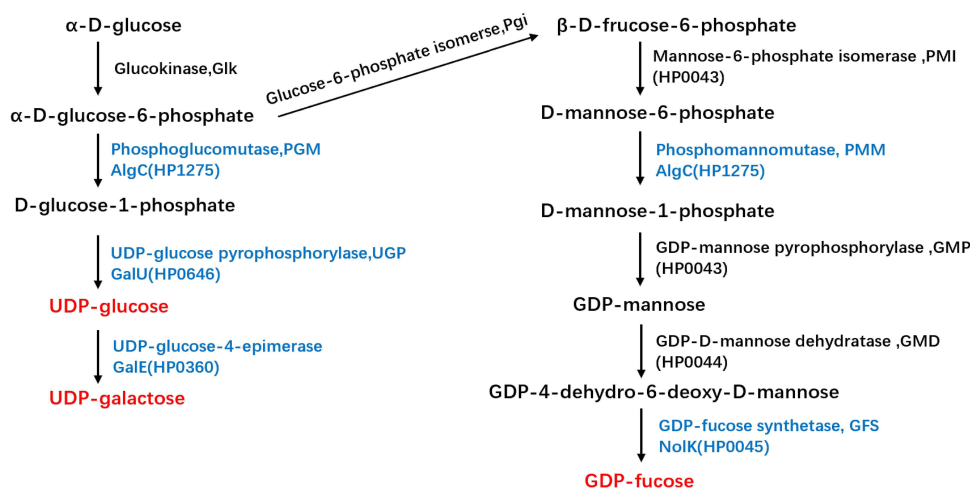 α-D-glucose
Glucokinase,Glk
α-D-glucose-6-phosphate
Phosphoglucomutase,PGM
AlgC(HP1275)
D-glucose-1-phosphate
UDP-glucose pyrophosphorylase,UGP
GalU(HP0646)
UDP-glucose
UDP-glucose-4-epimerase
GalE(HP0360)
UDP-galactose
Glucose-6-phosphate isomerse,Pgi
β-D-frucose-6-phosphate
Mannose-6-phosphate isomerase ,PMI
(HP0043)
D-mannose-6-phosphate
Phosphomannomutase, PMM
AlgC(HP1275)
D-mannose-1-phosphate
GDP-mannose pyrophosphorylase ,GMP
(HP0043)
GDP-mannose
GDP-D-mannose dehydratase ,GMD
(HP0044)
GDP-4-dehydro-6-deoxy-D-mannose
GDP-fucose synthetase, GFS
NolK(HP0045)
GDP-fucose